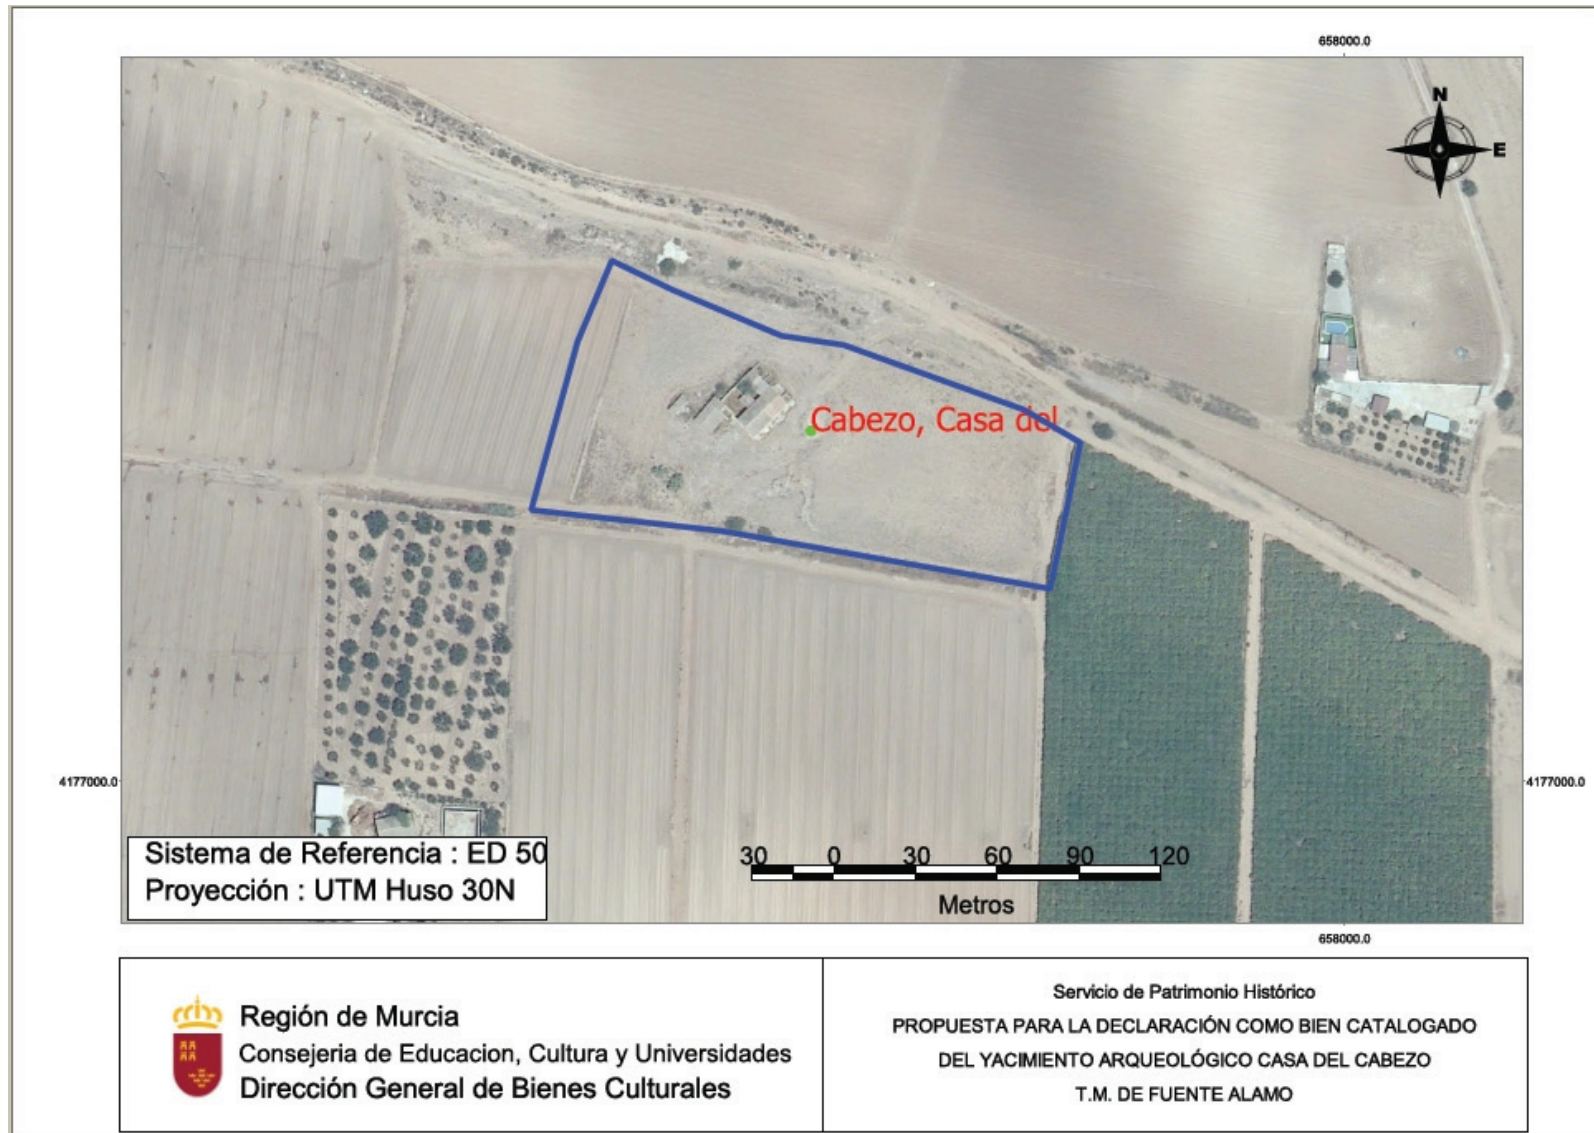 658000.0
N
E
Cabezo, Casa del
4177000.0
4177000.0
Sistema de Referencia : ED 50
Proyección : UTM Huso 30N
30 0 30 60 90 120
Metros
658000.0
Región de Murcia
Consejeria de Educacion, Cultura y Universidades
Dirección General de Bienes Culturales
Servicio de Patrimonio Histórico
PROPUESTA PARA LA DECLARACIÓN COMO BIEN CATALOGADO
DEL YACIMIENTO ARQUEOLÓGICO CASA DEL CABEZO
T.M. DE FUENTE ALAMO